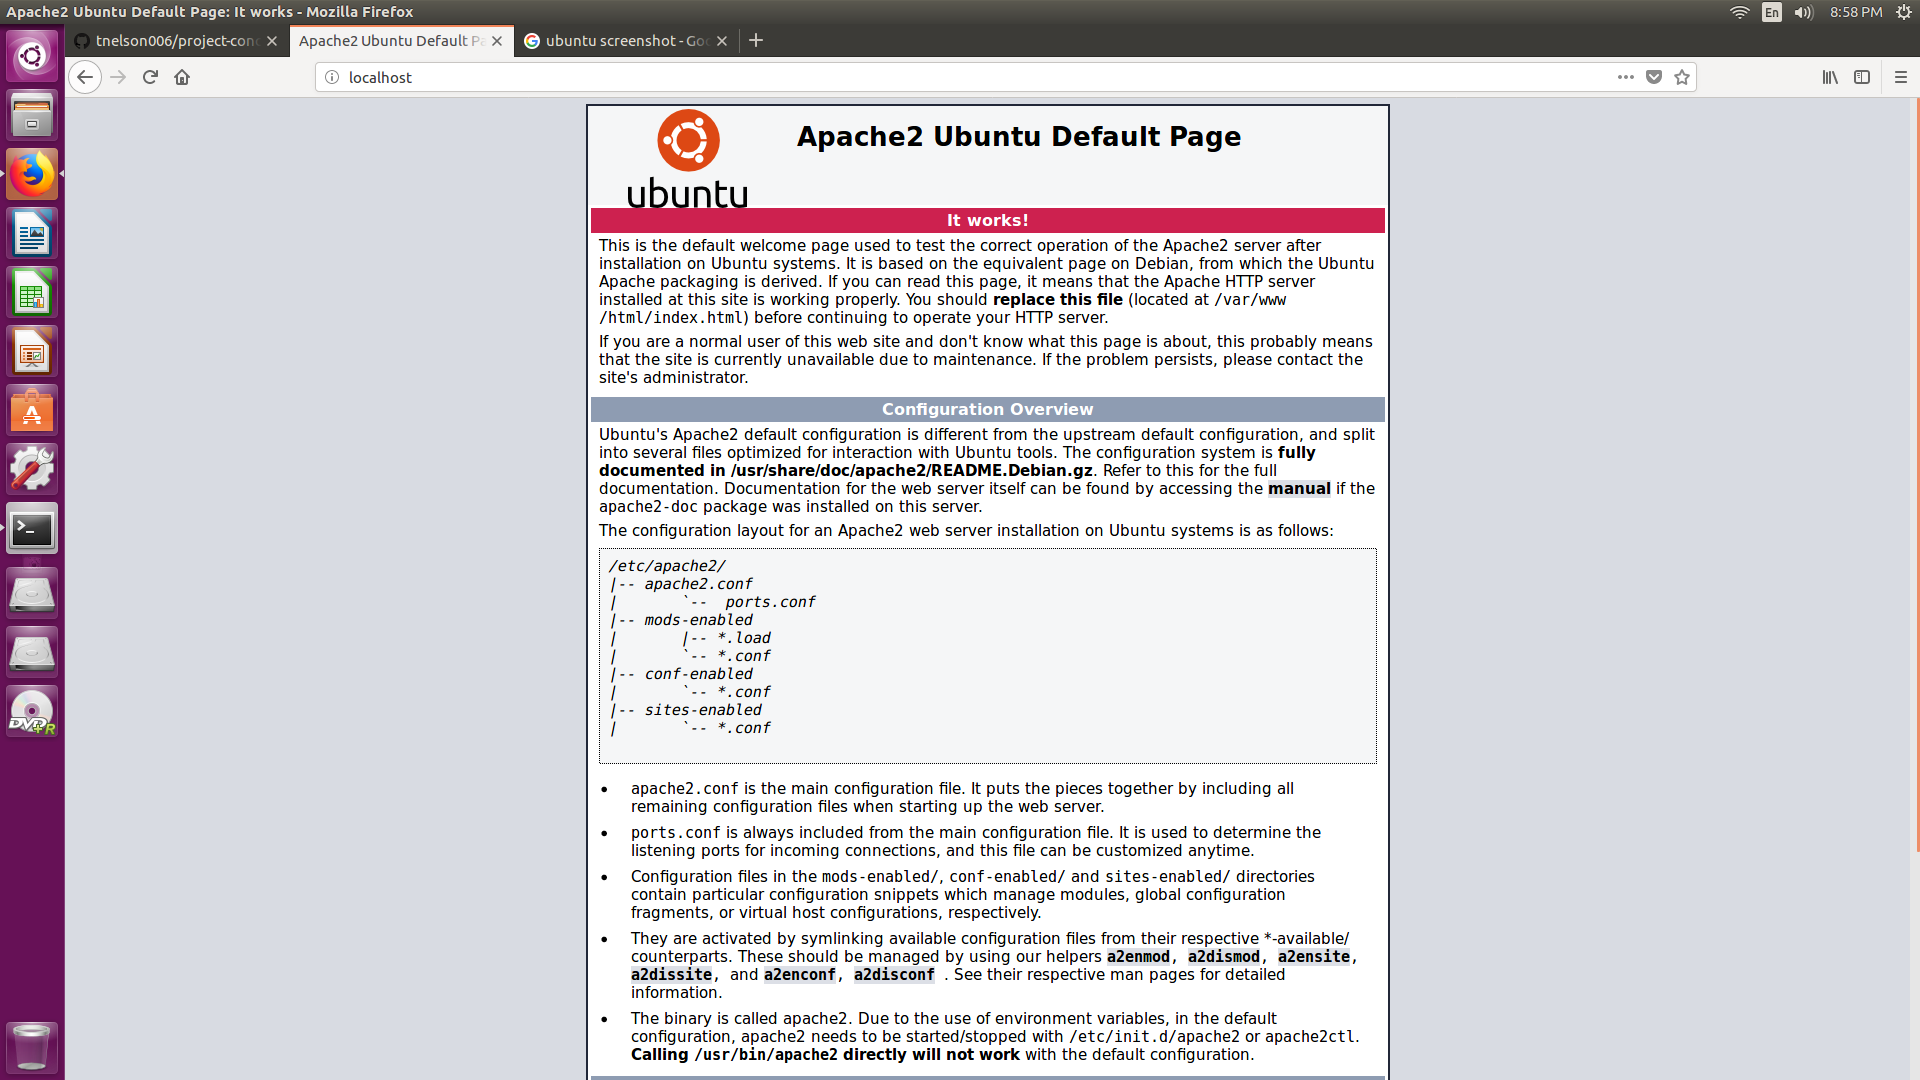 Apache2 Ubuntu Default Page: It works - Mozilla Firefox
En
8:58 PM
tnelson006/project-con
Apache2 Ubuntu Default Pa
ubuntu screenshot - Goo
localhost
ubuntu
Apache2 Ubuntu Default Page
It works!
This is the default welcome page used to test the correct operation of the Apache2 server after
installation on Ubuntu systems. It is based on the equivalent page on Debian, from which the Ubuntu
Apache packaging is derived. If you can read this page, it means that the Apache HTTP server
installed at this site is working properly. You should replace this file (located at /var/www
/html/index.html) before continuing to operate your HTTP server.
If you are a normal user of this web site and don't know what this page is about, this probably means
that the site is currently unavailable due to maintenance. If the problem persists, please contact the
site's administrator.
Configuration Overview
Ubuntu's Apache2 default configuration is different from the upstream default configuration, and split
into several files optimized for interaction with Ubuntu tools. The configuration system is fully
documented in /usr/share/doc/apache2/README.Debian.gz. Refer to this for the full
documentation. Documentation for the web server itself can be found by accessing the manual if the
apache2-doc package was installed on this server.
The configuration layout for an Apache2 web server installation on Ubuntu systems is as follows:
/etc/apache2/
|-- apache2.conf
|       `--  ports.conf
|-- mods-enabled
|       |-- *.load
|       `-- *.conf
|-- conf-enabled
|       `-- *.conf
|-- sites-enabled
|       `-- *.conf
• apache2.conf is the main configuration file. It puts the pieces together by including all
remaining configuration files when starting up the web server.
• ports.conf is always included from the main configuration file. It is used to determine the
listening ports for incoming connections, and this file can be customized anytime.
• Configuration files in the mods-enabled/, conf-enabled/ and sites-enabled/ directories
contain particular configuration snippets which manage modules, global configuration
fragments, or virtual host configurations, respectively.
• They are activated by symlinking available configuration files from their respective *-available/
counterparts. These should be managed by using our helpers a2enmod, a2dismod, a2ensite,
a2dissite, and a2enconf, a2disconf . See their respective man pages for detailed
information.
• The binary is called apache2. Due to the use of environment variables, in the default
configuration, apache2 needs to be started/stopped with /etc/init.d/apache2 or apache2ctl.
Calling /usr/bin/apache2 directly will not work with the default configuration.
DVD+R